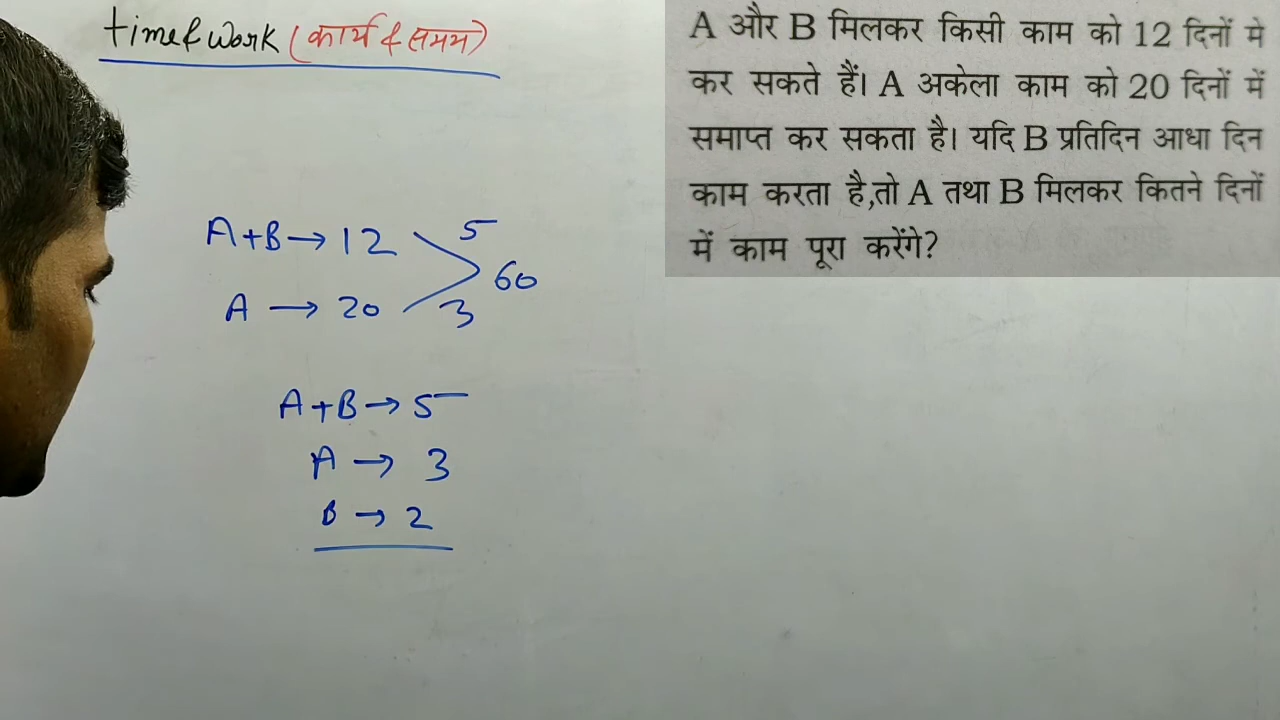 time & work (कार्य & समय)
A और B मिलकर किसी काम को 12 दिनों मे
कर सकते हैं। A अकेला काम को 20 दिनों में
समाप्त कर सकता है। यदि B प्रतिदिन आधा दिन
काम करता है,तो A तथा B मिलकर कितने दिनों
में काम पूरा करेंगे?
A+B→12 5
60
A → 20 3
A+B→5
A → 3
B → 2